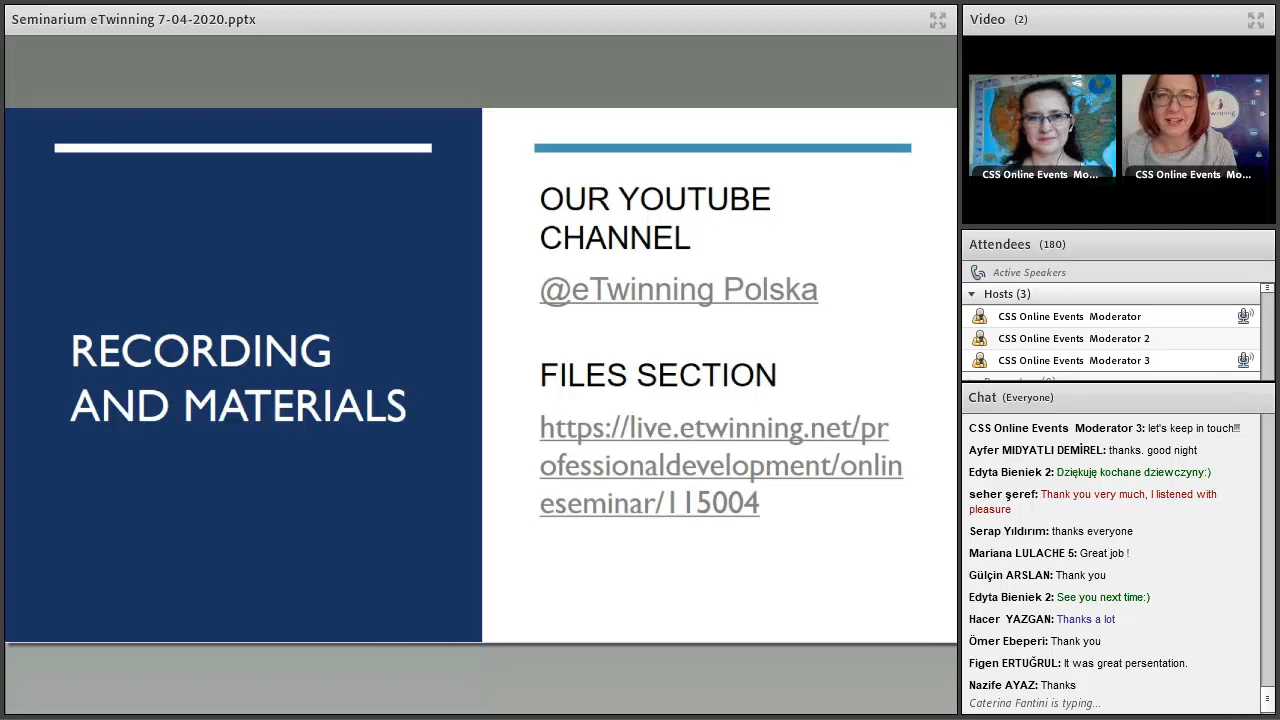 Seminarium eTwinning 7-04-2020.pptx
RECORDING
AND MATERIALS
OUR YOUTUBE
CHANNEL
@eTwinning Polska
FILES SECTION
https://live.etwinning.net/pr
ofessionaldevelopment/onlin
eseminar/115004
Video (2)
CSS Online Events Mo...
CSS Online Events Mo...
Attendees (180)
Active Speakers
Hosts (3)
CSS Online Events Moderator
CSS Online Events Moderator 2
CSS Online Events Moderator 3
Chat (Everyone)
CSS Online Events Moderator 3: let's keep in touch!!!
Ayfer MIDYATLI DEMİREL: thanks. good night
Edyta Bieniek 2: Dziękuję kochane dziewczyny:)
seher şeref: Thank you very much, I listened with
pleasure
Serap Yıldırım: thanks everyone
Mariana LULACHE 5: Great job !
Gülçin ARSLAN: Thank you
Edyta Bieniek 2: See you next time:)
Hacer YAZGAN: Thanks a lot
Ömer Ebeperi: Thank you
Figen ERTUĞRUL: It was great persentation.
Nazife AYAZ: Thanks
Caterina Fantini is typing...